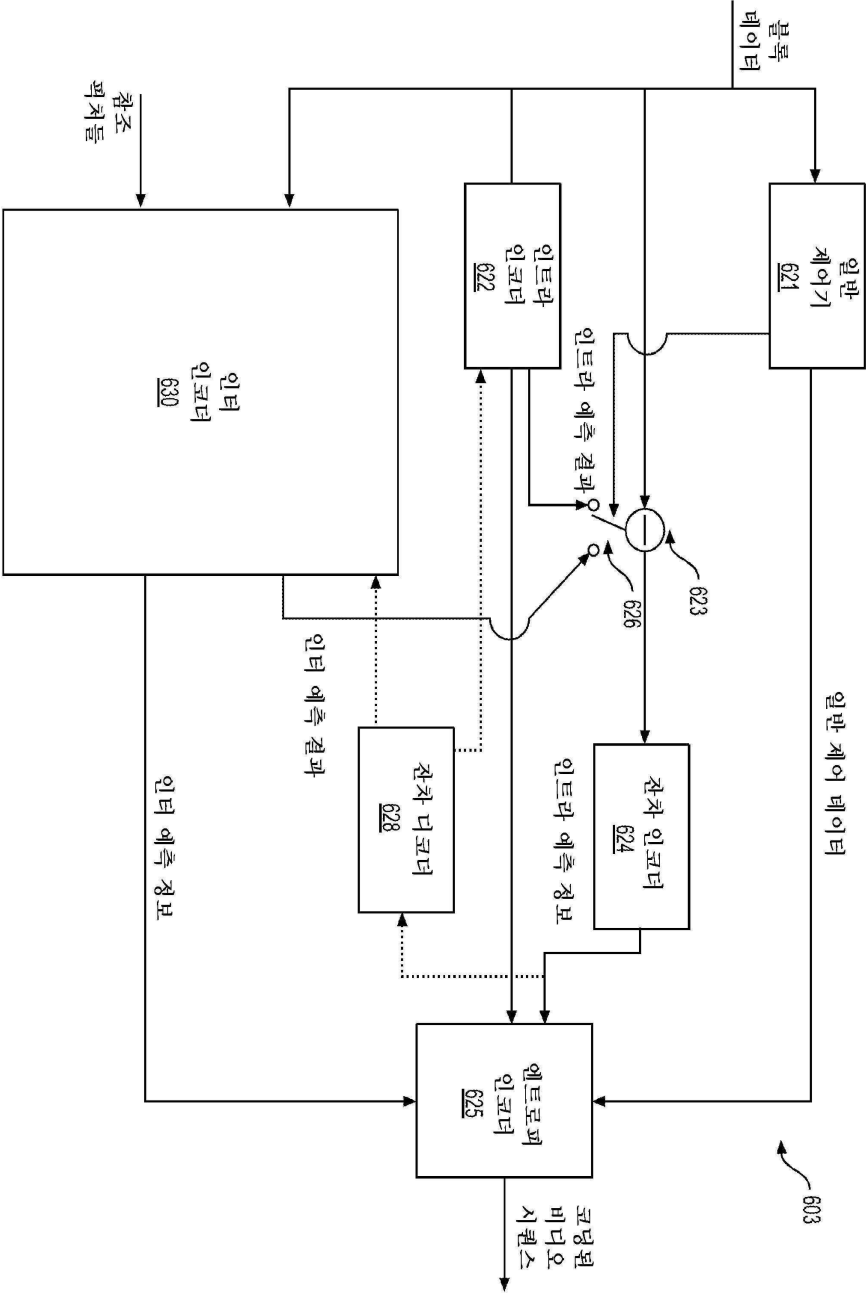 블록
데이터
일반
제어기
621
일반 제어 데이터
603
623
626
잔차 인코더
624
인트라 예측 결과
인트라
인코더
622
인트라 예측 정보
엔트로피
인코더
625
코딩된
비디오
시퀀스
잔차 디코더
628
인터 예측 결과
참조
픽처들
인터
인코더
630
인터 예측 정보